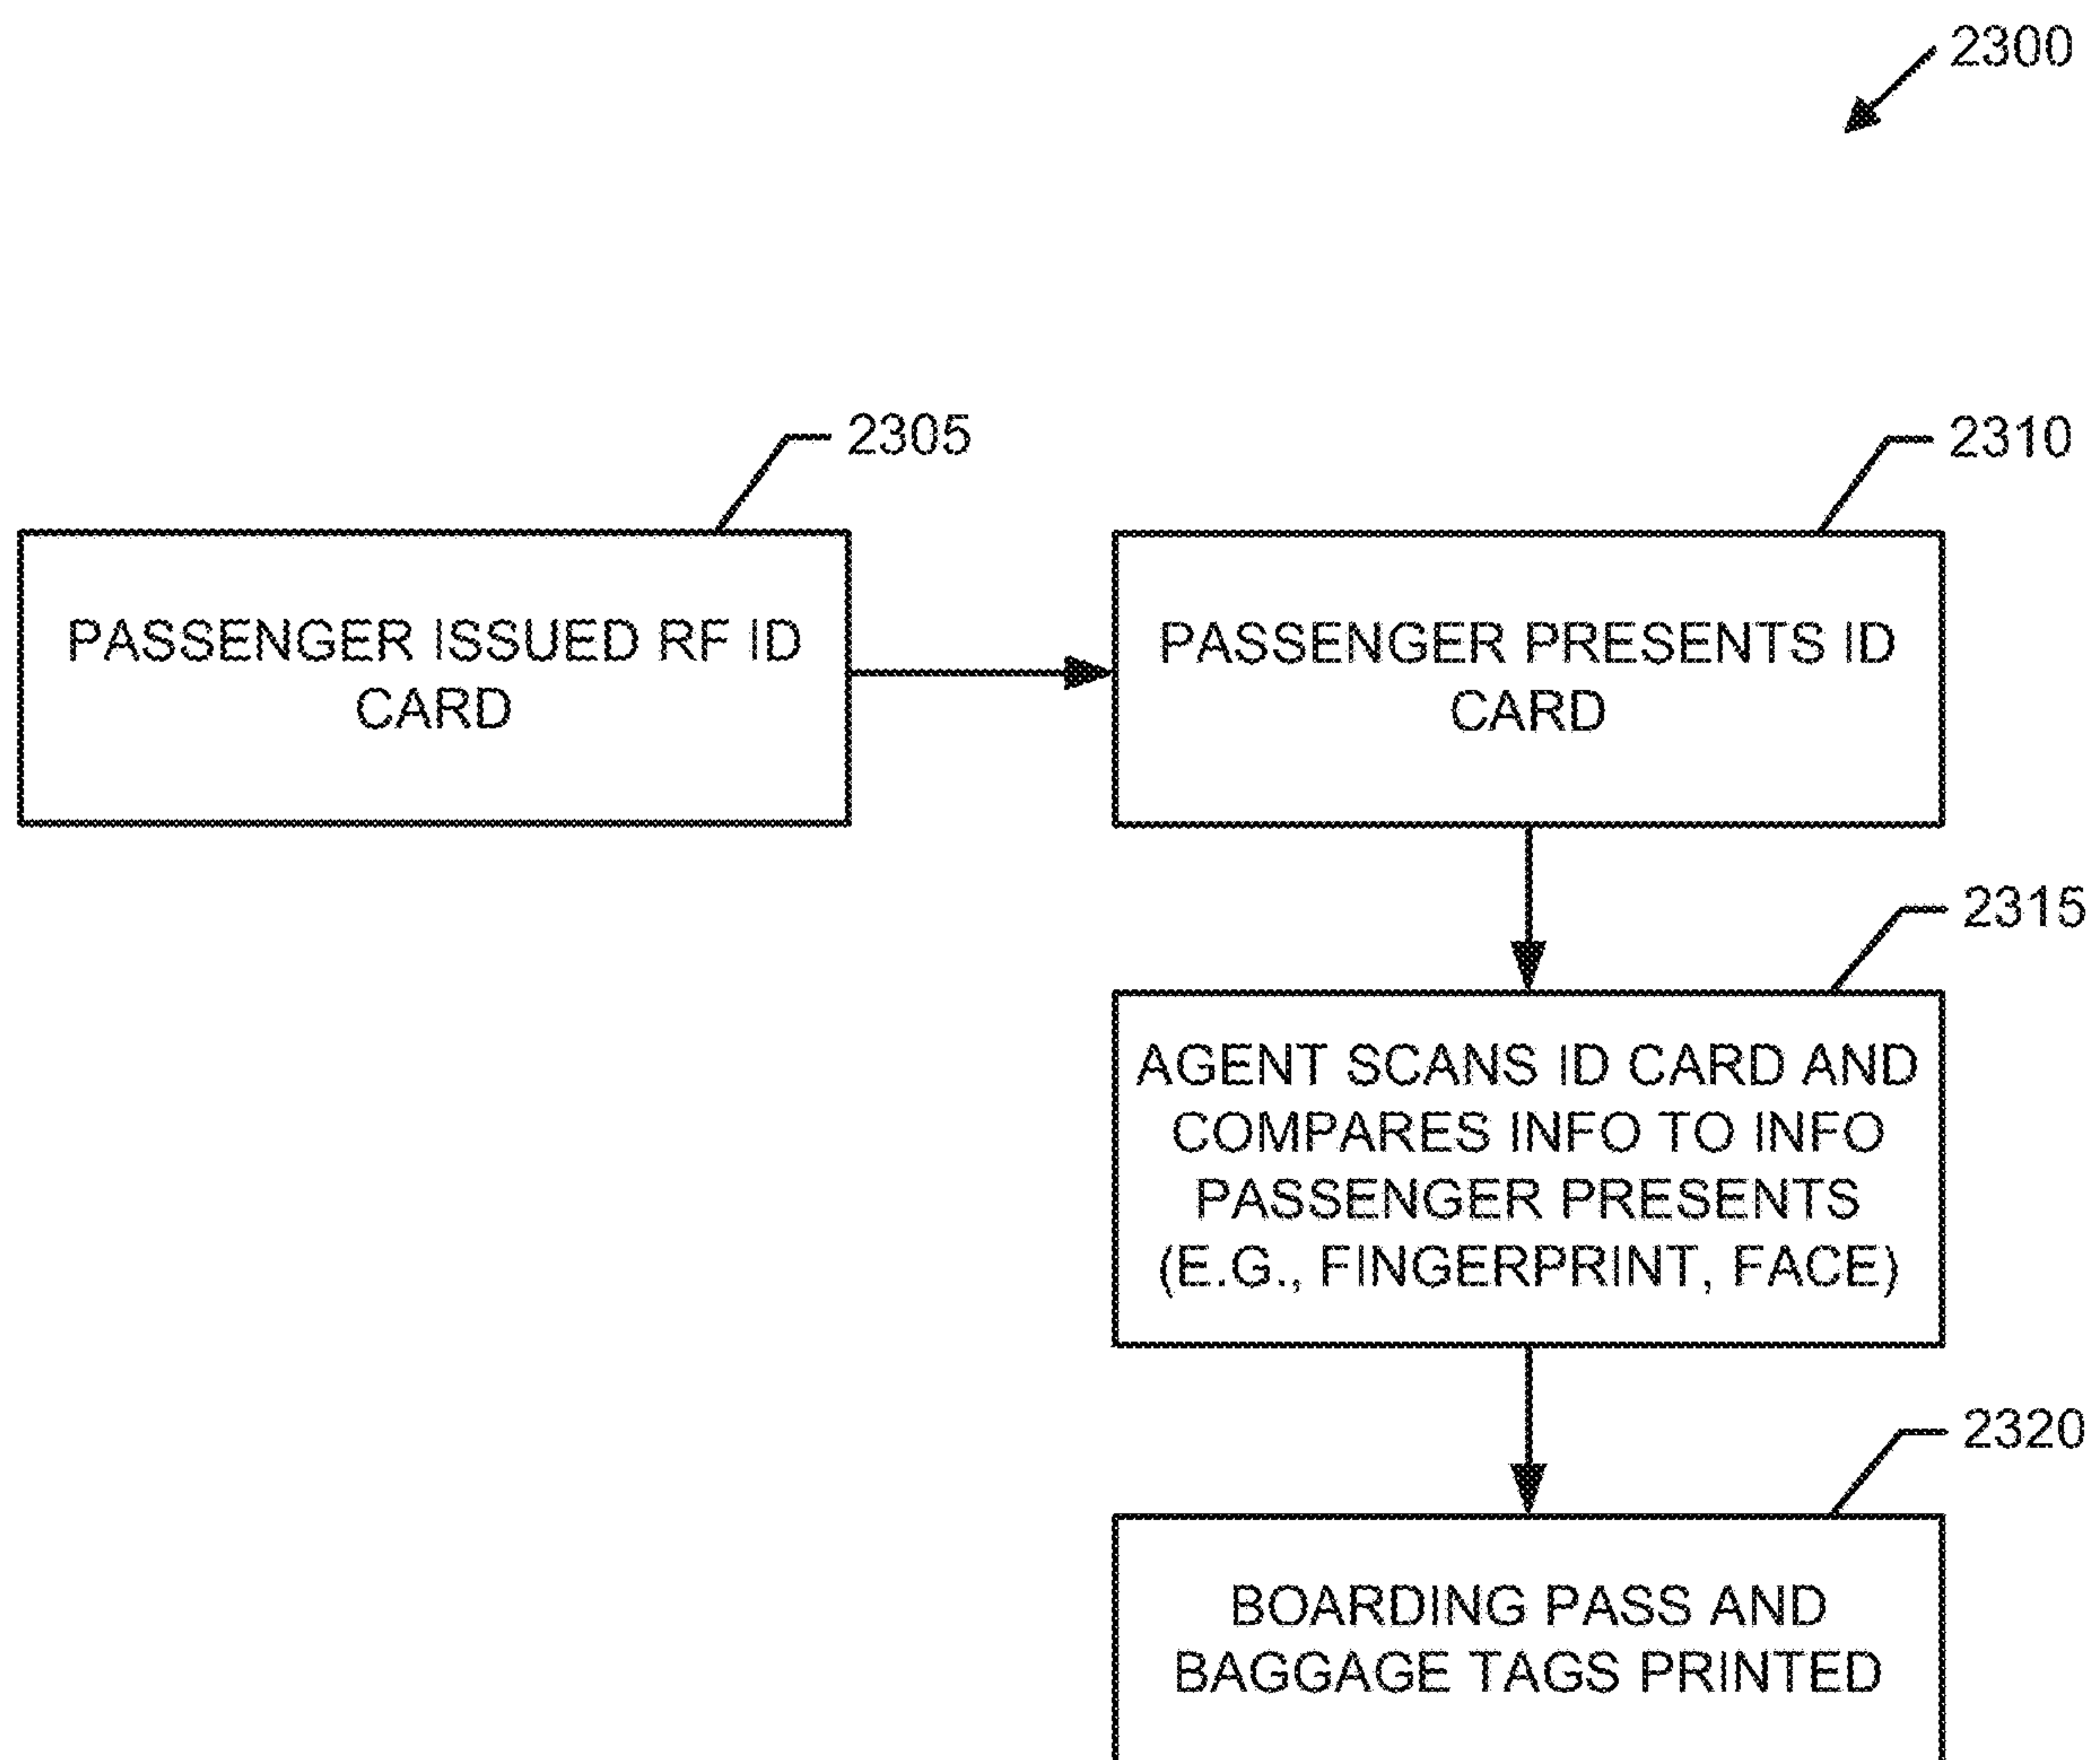 2300
2305
PASSENGER ISSUED RF ID
CARD
2310
PASSENGER PRESENTS ID
CARD
2315
AGENT SCANS ID CARD AND
COMPARES INFO TO INFO
PASSENGER PRESENTS
(E.G., FINGERPRINT, FACE)
2320
BOARDING PASS AND
BAGGAGE TAGS PRINTED